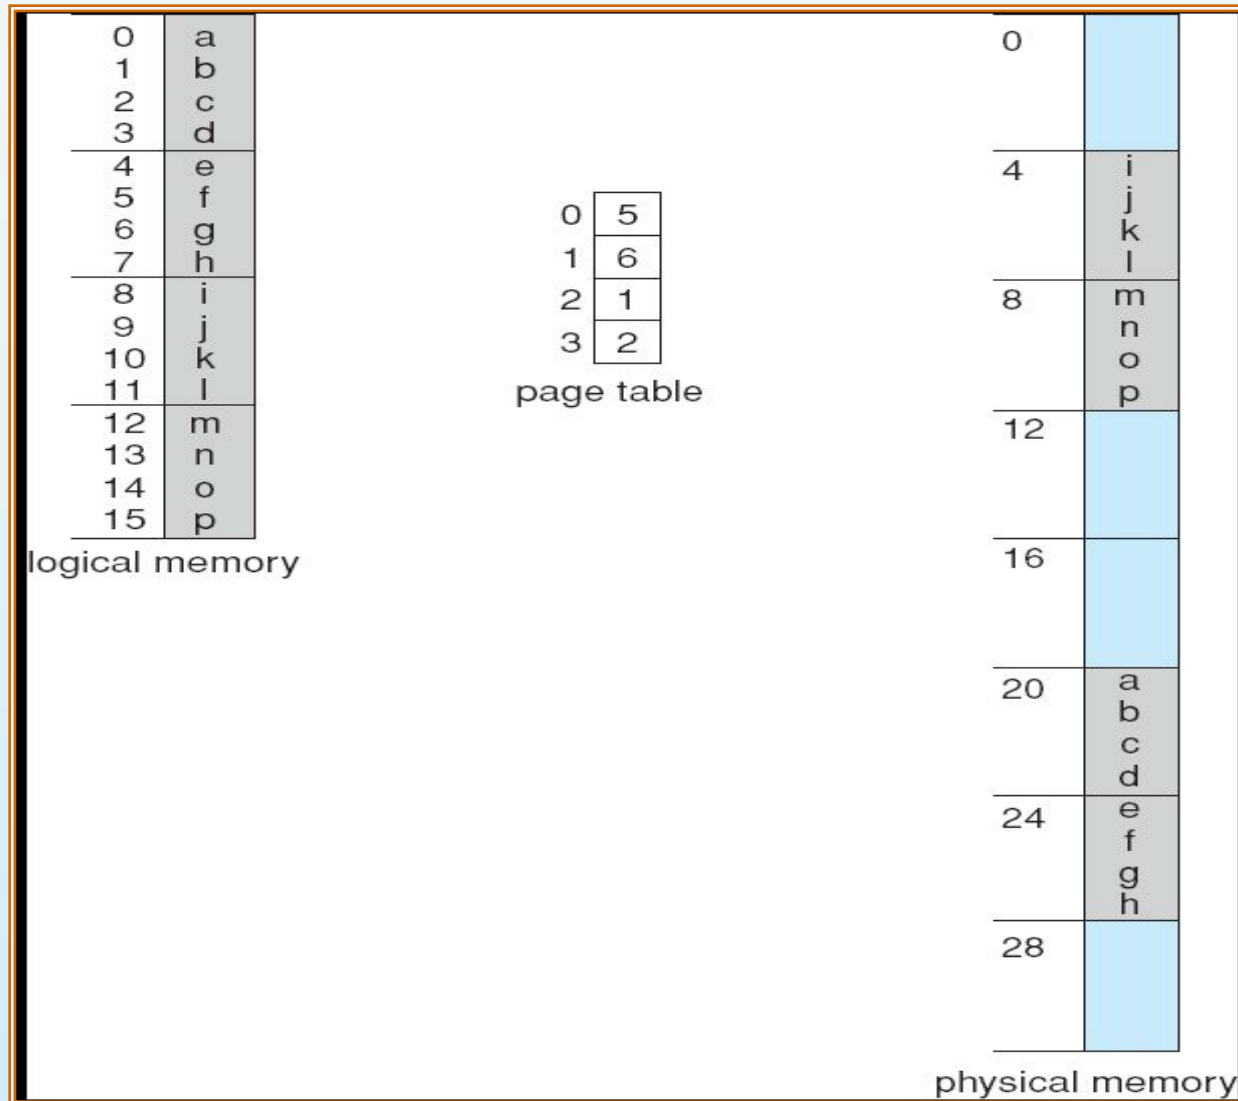 0 a
1 b
2 c
3 d
4 e
5 f
6 g
7 h
8 i
9 j
10 k
11 l
12 m
13 n
14 o
15 p
logical memory
0 5
1 6
2 1
3 2
page table
0
4 i
j
k
l
8 m
n
o
p
12
16
20 a
b
c
d
24 e
f
g
h
28
physical memory